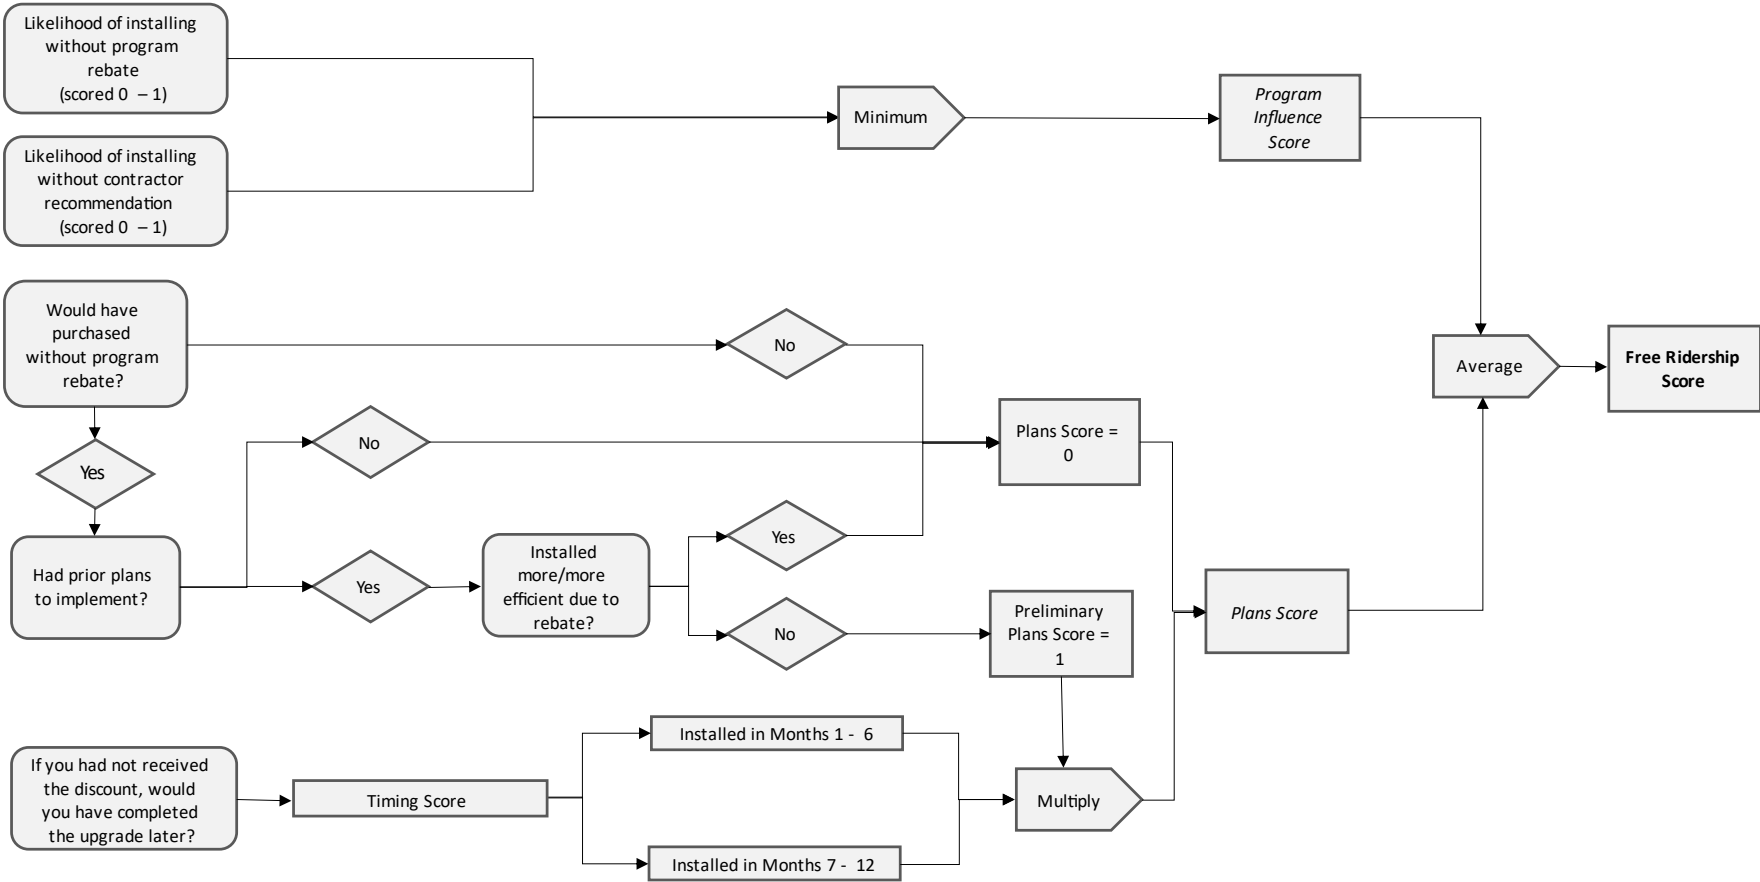 Likelihood of installing
without program
rebate
(scored 0 – 1)
Minimum
Program
Influence
Score
Likelihood of installing
without contractor
recommendation
(scored 0 – 1)
Would have
purchased
without program
rebate?
No
Average
Free Ridership
Score
Yes
No
Plans Score =
0
Had prior plans
to implement?
Yes
Installed
more/more
efficient due to
rebate?
Yes
No
Preliminary
Plans Score =
1
Plans Score
If you had not received
the discount, would
you have completed
the upgrade later?
Timing Score
Installed in Months 1 - 6
Installed in Months 7 - 12
Multiply